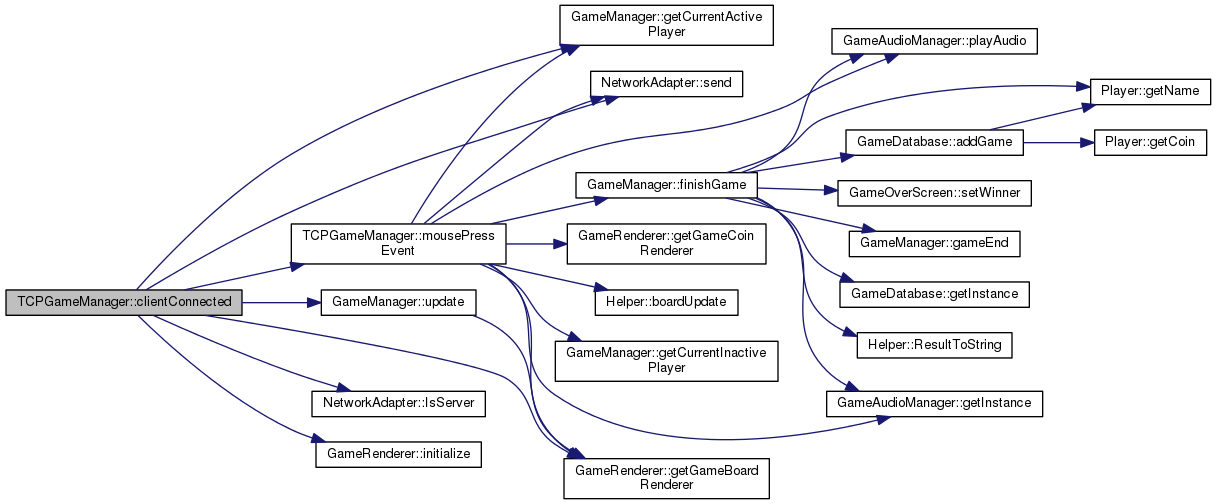 TCPGameManager::clientConnected
GameManager::getCurrentActive
Player
NetworkAdapter::send
TCPGameManager::mousePress
Event
GameManager::update
NetworkAdapter::IsServer
GameRenderer::initialize
GameManager::finishGame
GameRenderer::getGameCoin
Renderer
Helper::boardUpdate
GameManager::getCurrentInactive
Player
GameRenderer::getGameBoard
Renderer
GameAudioManager::playAudio
GameDatabase::addGame
GameOverScreen::setWinner
GameManager::gameEnd
GameDatabase::getInstance
Helper::ResultToString
GameAudioManager::getInstance
Player::getName
Player::getCoin